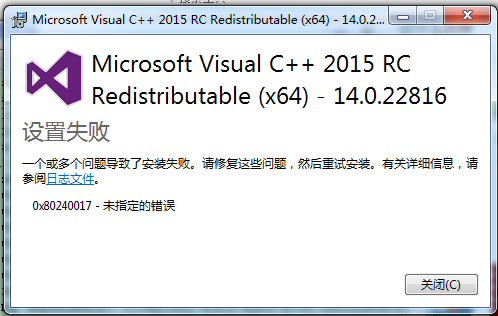 Microsoft Visual C++ 2015 RC Redistributable (x64) - 14.0.2...
Microsoft Visual C++ 2015 RC
Redistributable (x64) - 14.0.22816
设置失败
一个或多个问题导致了安装失败。请修复这些问题，然后重试安装。有关详细信息，请
参阅日志文件。
0x80240017 - 未指定的错误
关闭(C)